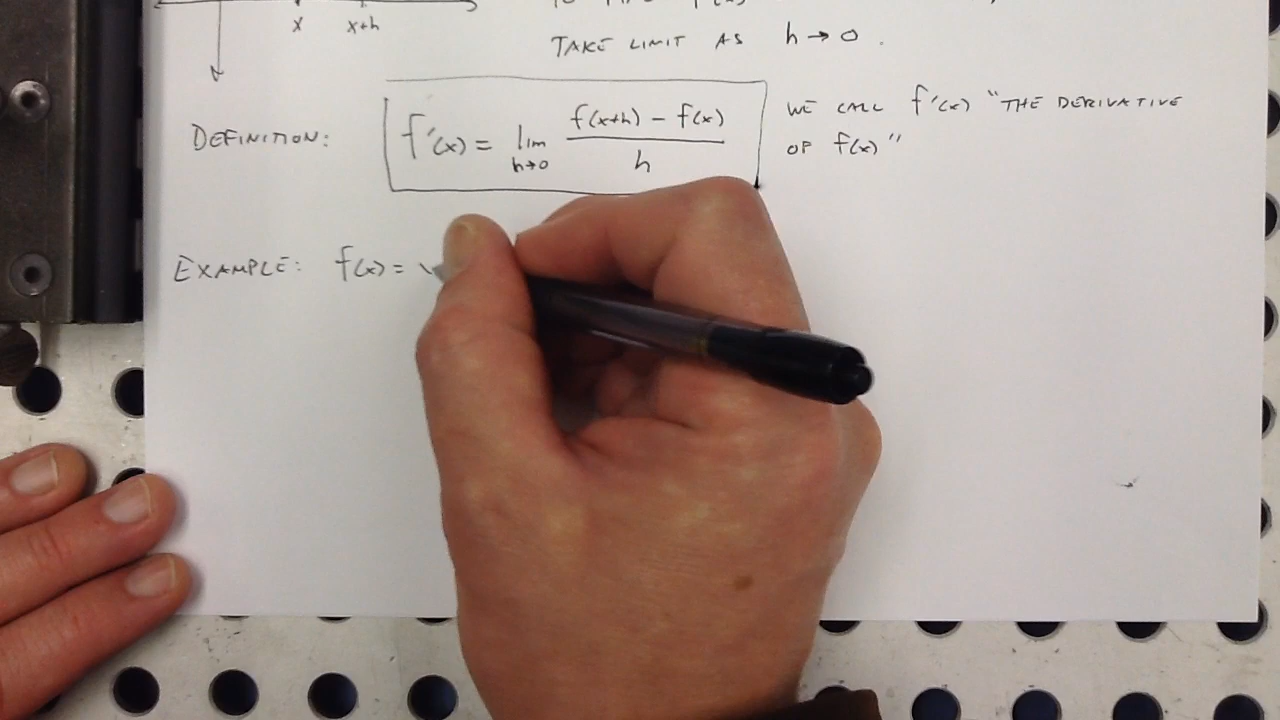 x x+h
TAKE LIMIT AS h→0.
DEFINITION: f'(x) = lim h→0 f(x+h) - f(x) / h WE CALL f'(x) "THE DERIVATIVE
OF f(x)"
EXAMPLE: f(x) =